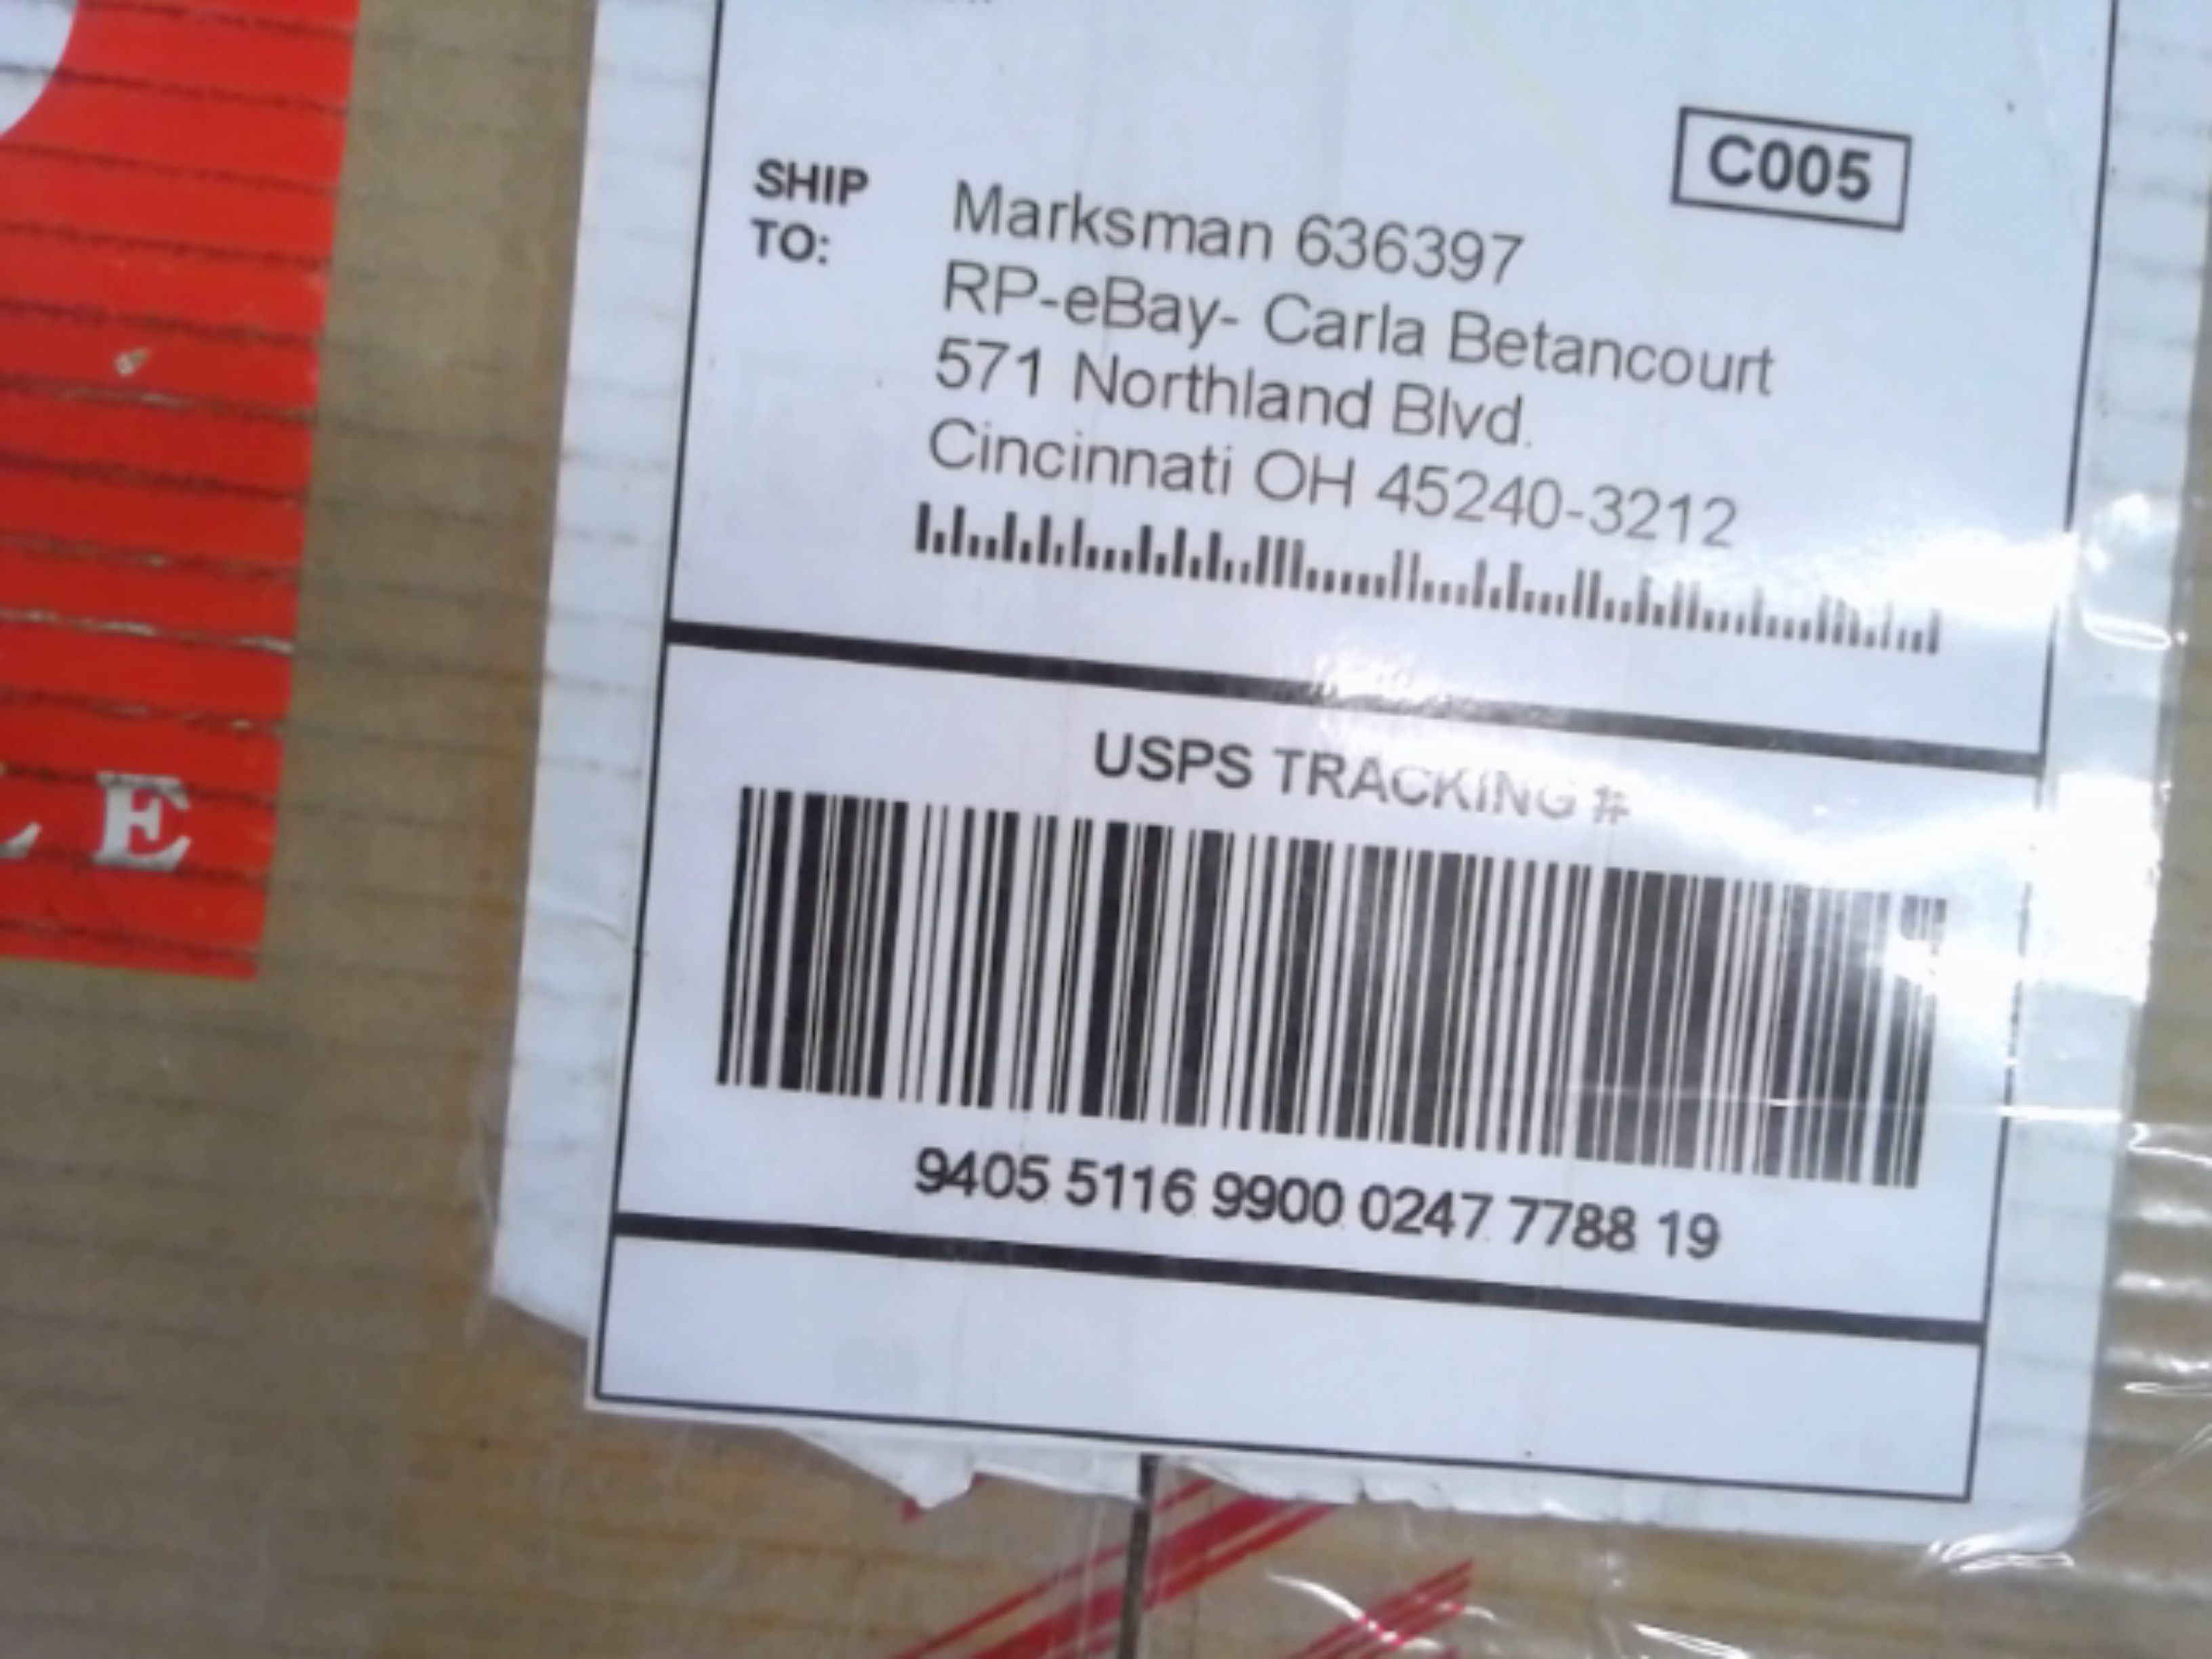 C005
SHIP
TO:
Marksman 636397
RP-eBay- Carla Betancourt
571 Northland Blvd.
Cincinnati OH 45240-3212
USPS TRACKING #
9405 5116 9900 0247 7788 19
E